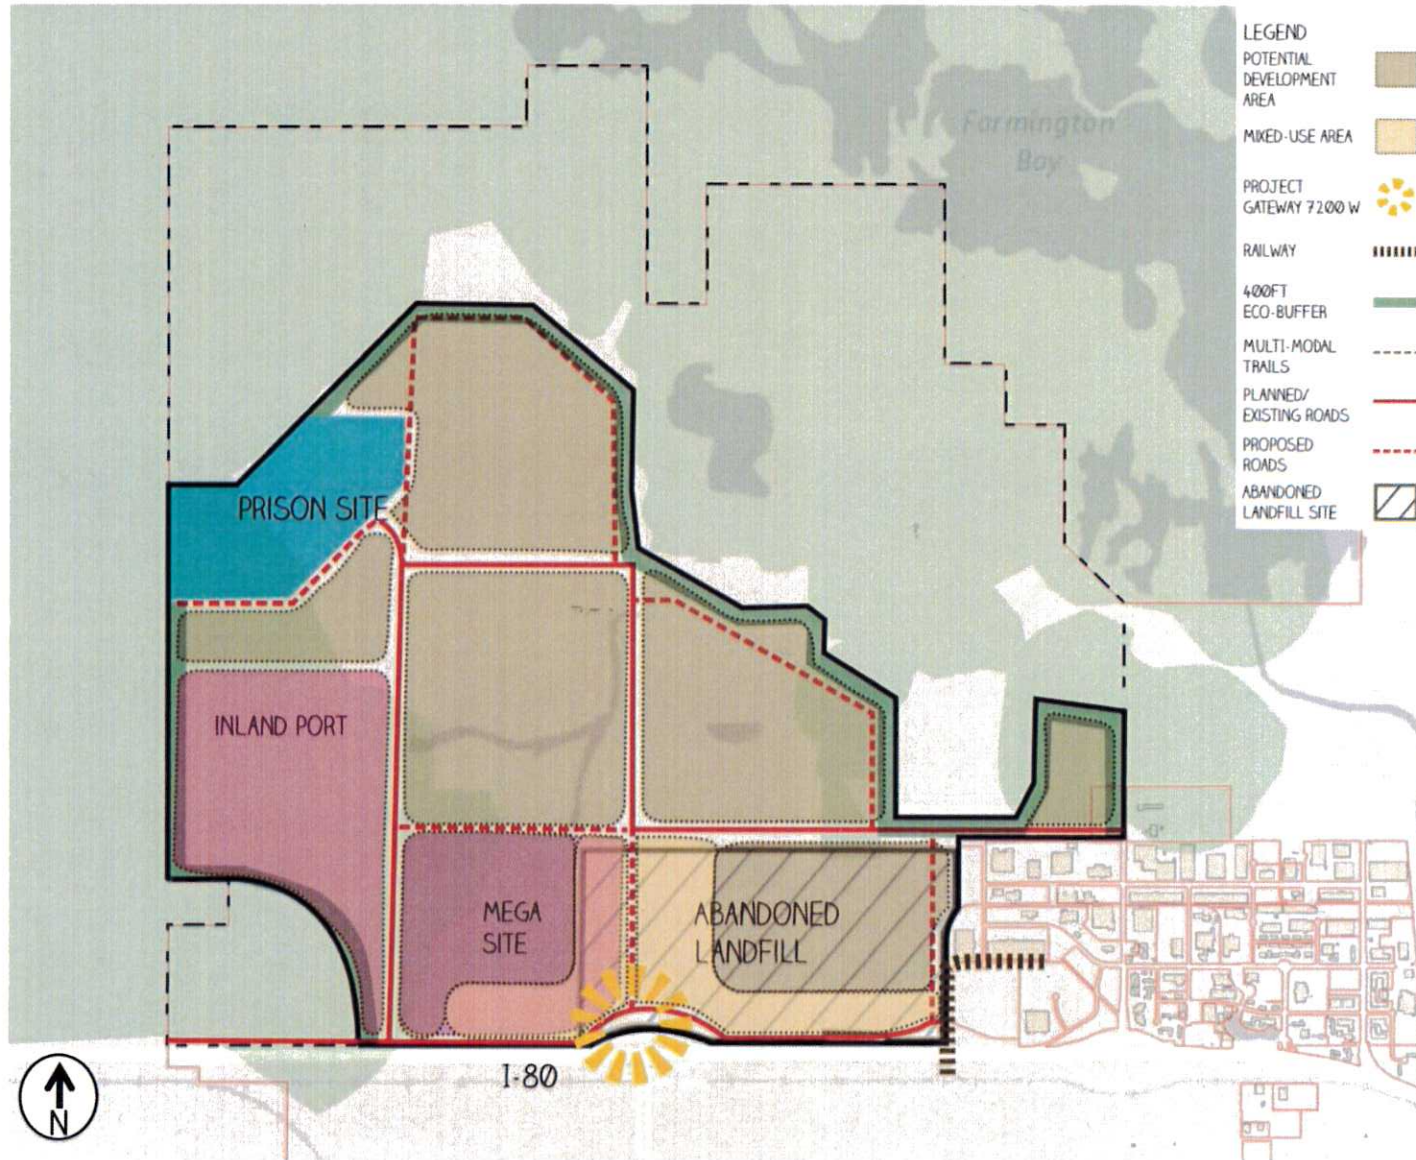 LEGEND
POTENTIAL
DEVELOPMENT
AREA
MIXED-USE AREA
PROJECT
GATEWAY 7200 W
RAILWAY
400FT
ECO-BUFFER
MULTI-MODAL
TRAILS
PLANNED/
EXISTING ROADS
PROPOSED
ROADS
ABANDONED
LANDFILL SITE
Farmington
Bay
PRISON SITE
INLAND PORT
MEGA
SITE
ABANDONED
LANDFILL
I-80
N